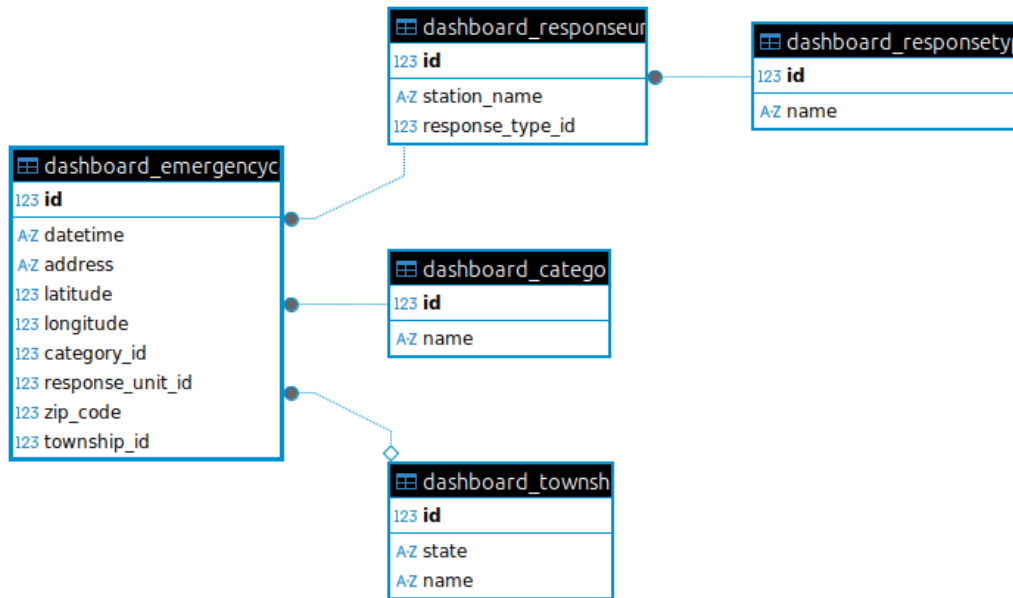 dashboard_responseur
123 id
A-Z station_name
123 response_type_id
dashboard_responsetyp
123 id
A-Z name
dashboard_emergencyc
123 id
A-Z datetime
A-Z address
123 latitude
123 longitude
123 category_id
123 response_unit_id
123 zip_code
123 township_id
dashboard_catego
123 id
A-Z name
dashboard_townsh
123 id
A-Z state
A-Z name